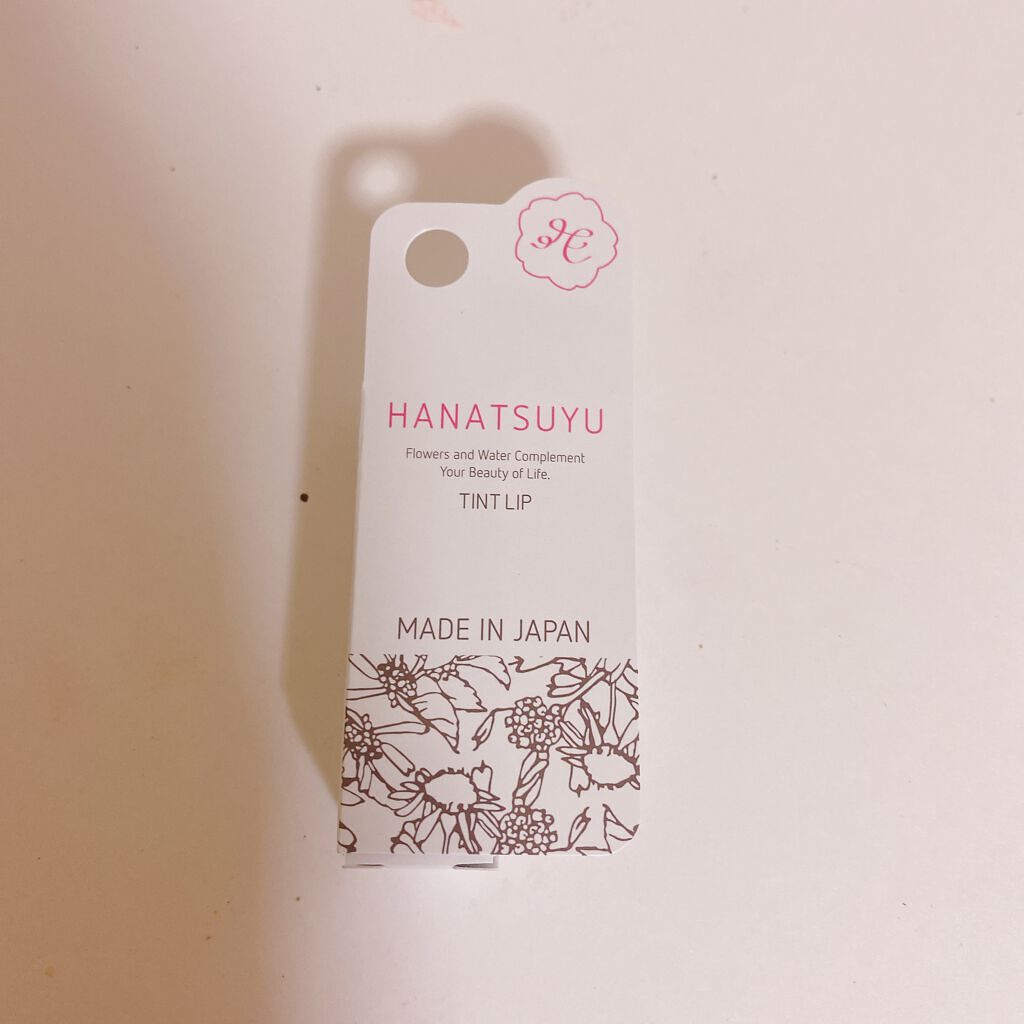 H
HANATSUYU
Flowers and Water Complement
Your Beauty of Life.
TINT LIP
MADE IN JAPAN